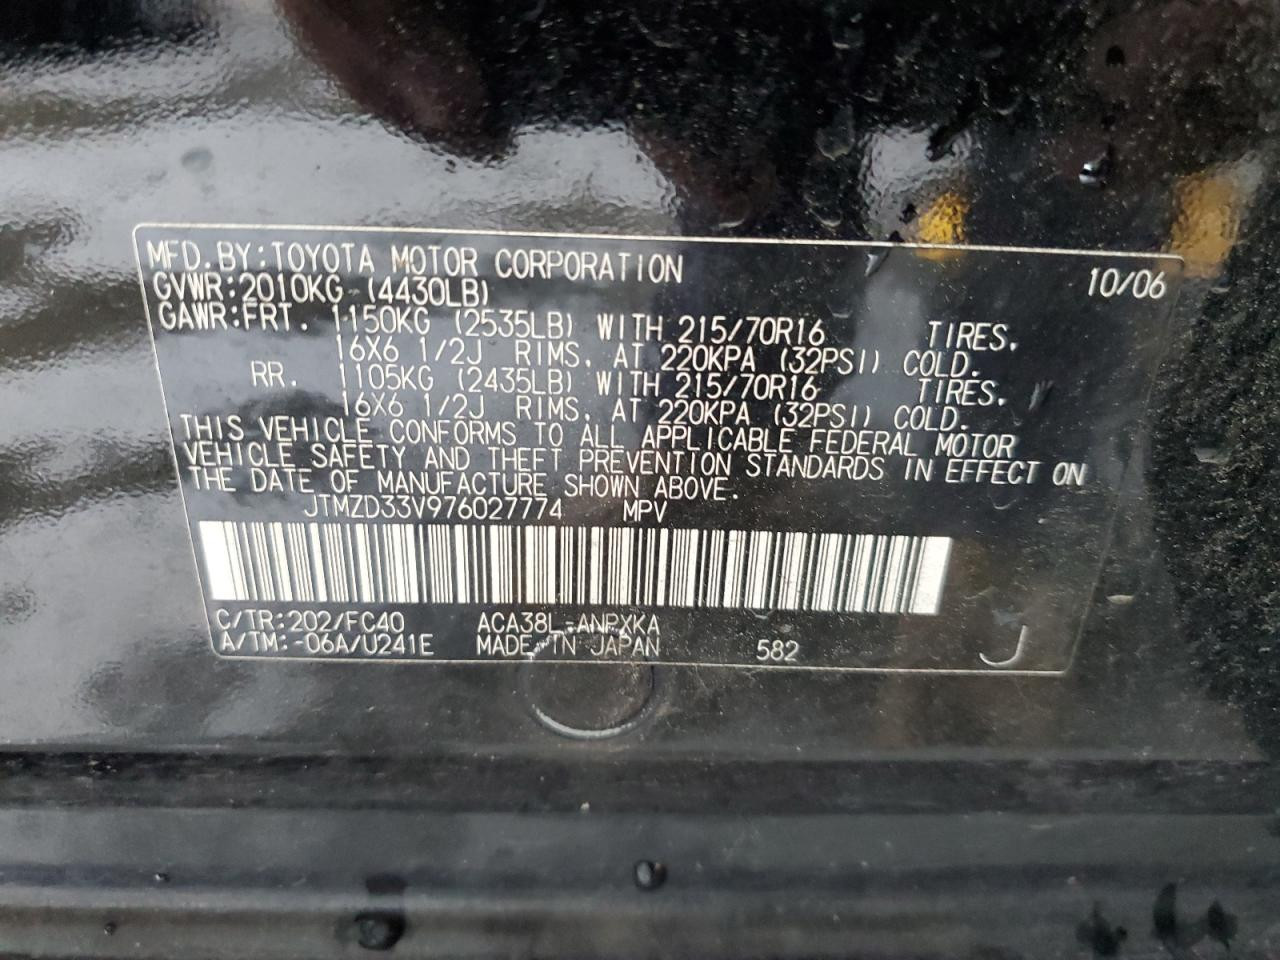 MFD.BY:TOYOTA MOTOR CORPORATION 10/06
GVWR:2010KG (4430LB)
GAWR:FRT. 1150KG (2535LB) WITH 215/70R16 TIRES.
16X6 1/2J RIMS, AT 220KPA (32PSI) COLD.
RR. 1105KG (2435LB) WITH 215/70R16 TIRES.
16X6 1/2J RIMS, AT 220KPA (32PSI) COLD.
THIS VEHICLE CONFORMS TO ALL APPLICABLE FEDERAL MOTOR
VEHICLE SAFETY AND THEFT PREVENTION STANDARDS IN EFFECT ON
THE DATE OF MANUFACTURE SHOWN ABOVE.
JTMZD33V976027774 MPV
C/TR:202/FC40 ACA38L-ANPXKA
A/TM:-06A/U241E MADE IN JAPAN 582 J